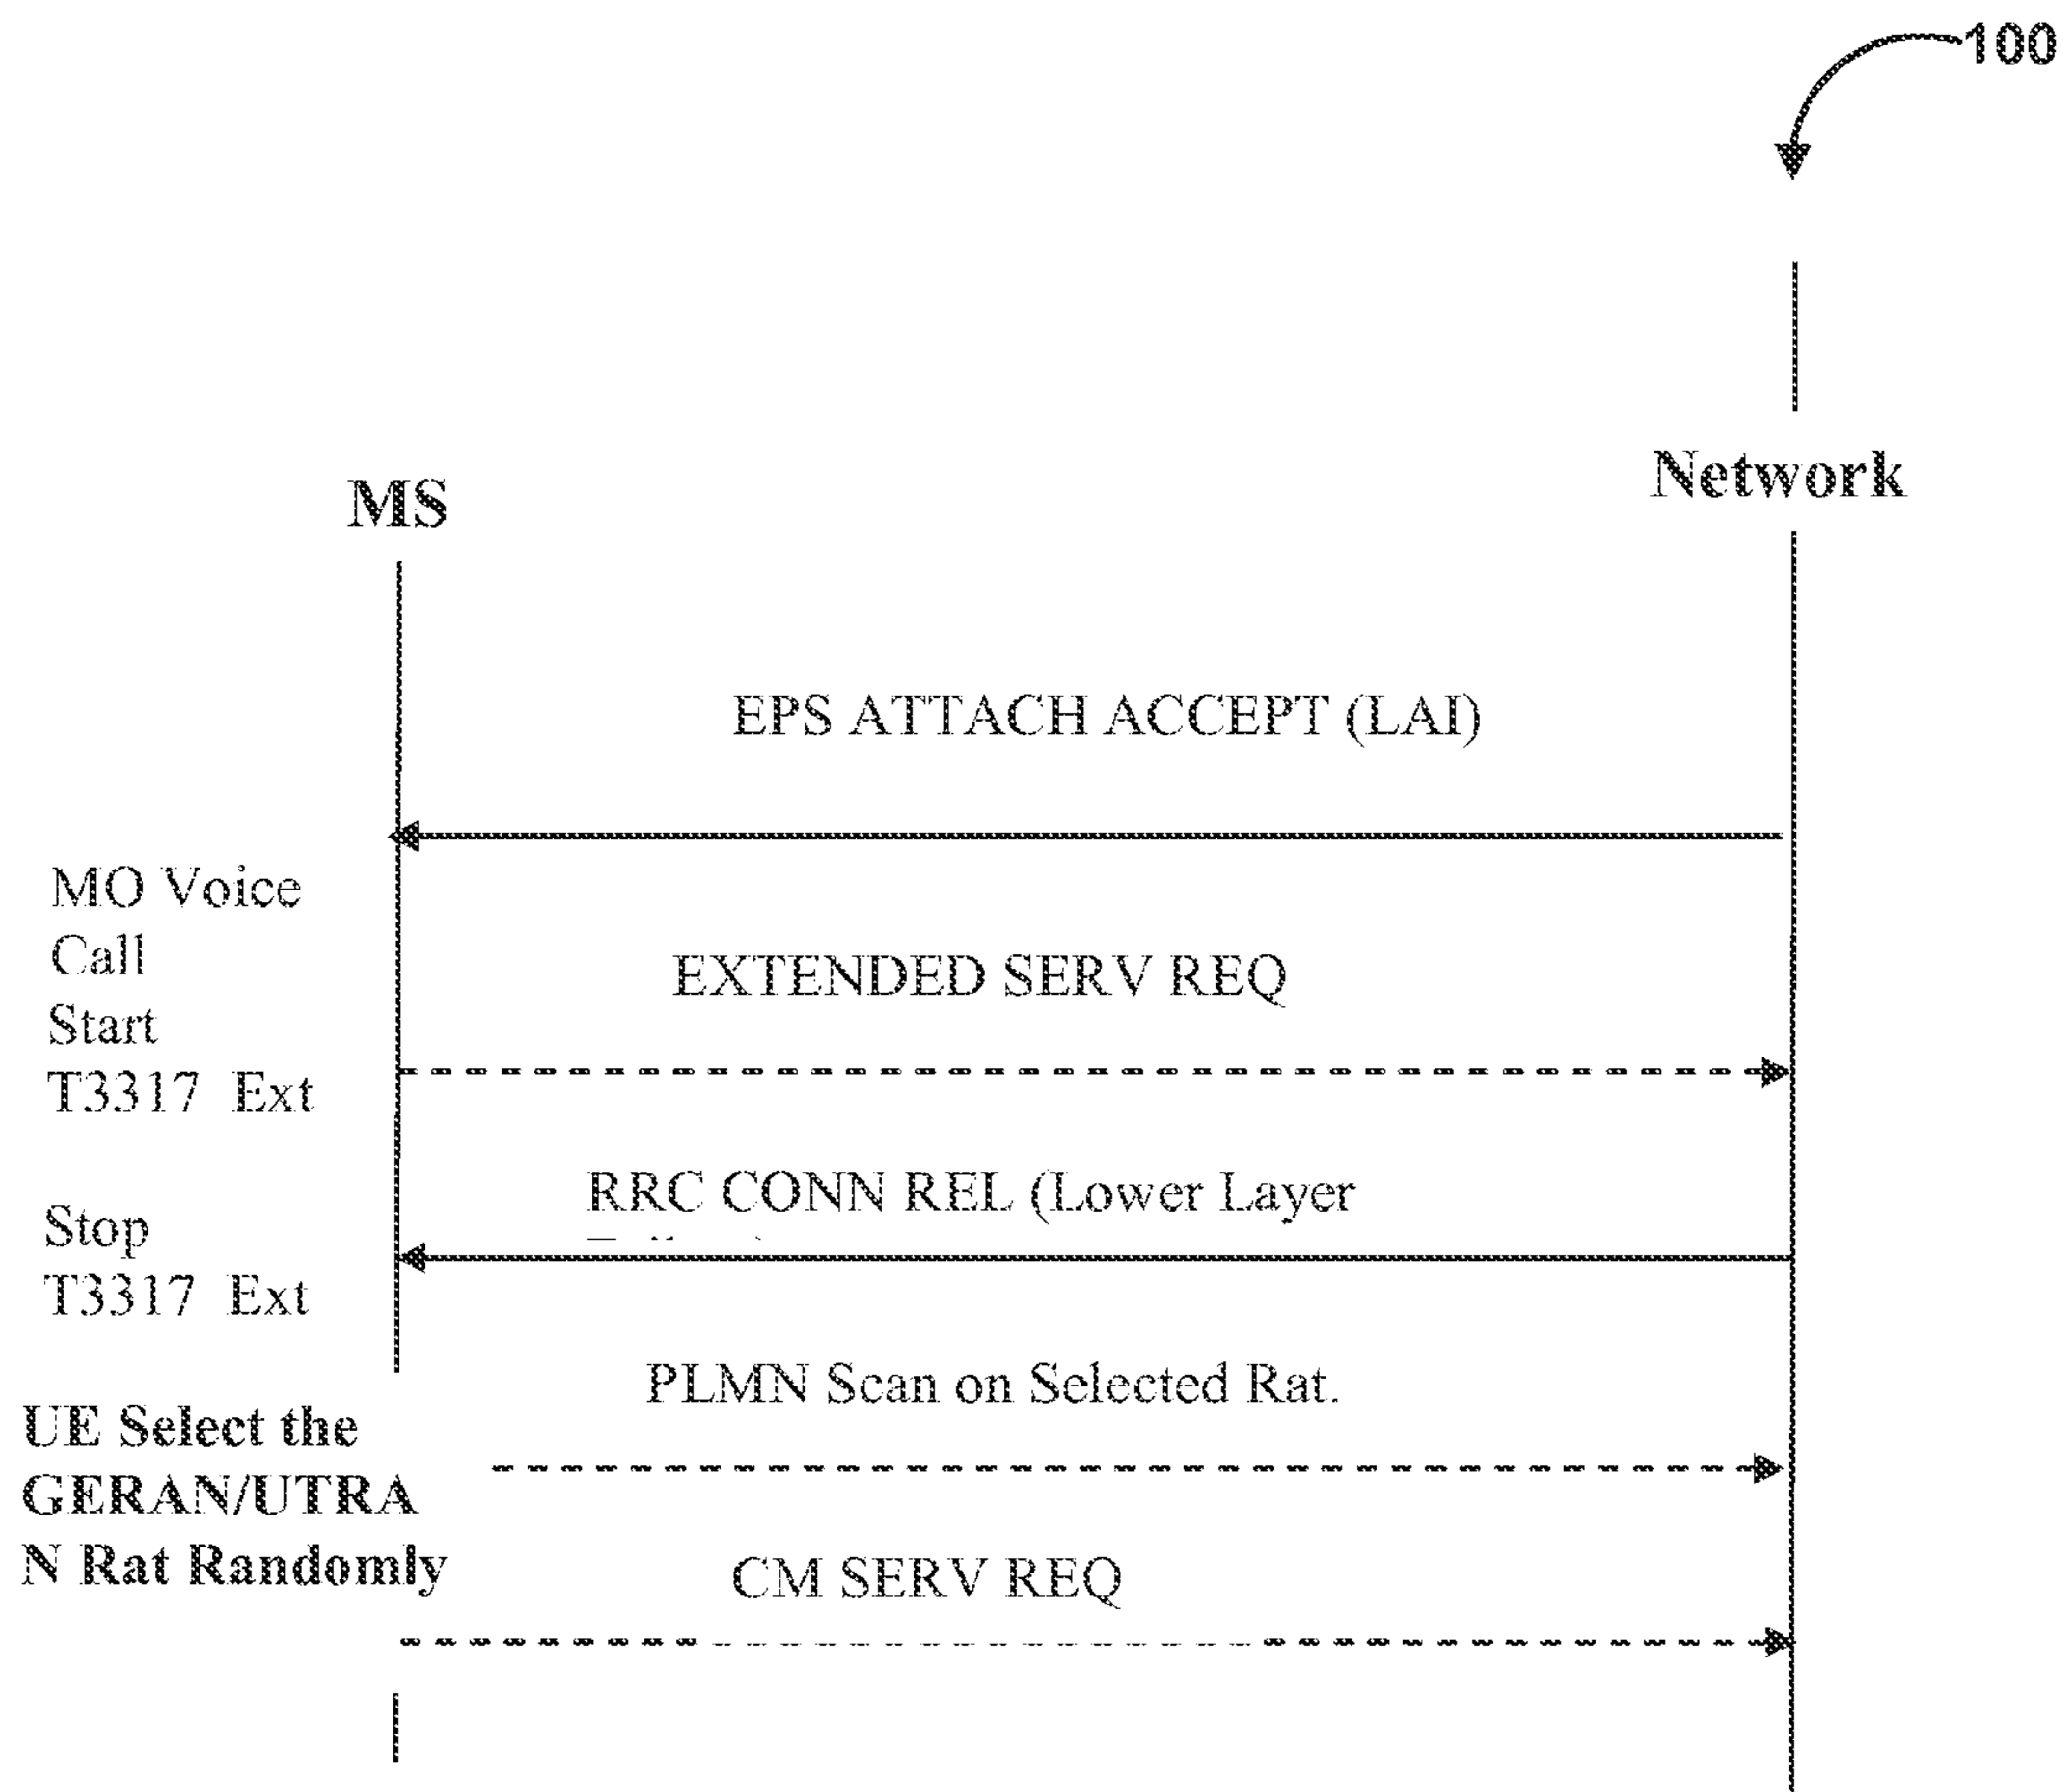 100
Network
MS
EPS ATTACH ACCEPT (LAI)
MO Voice
Call
Start
T3317 Ext
EXTENDED SERV REQ
RRC CONN REL (Lower Layer
Stop
T3317 Ext
PLMN Scan on Selected Rat.
UE Select the
GERAN/UTRA
N Rat Randomly
CM SERV REQ